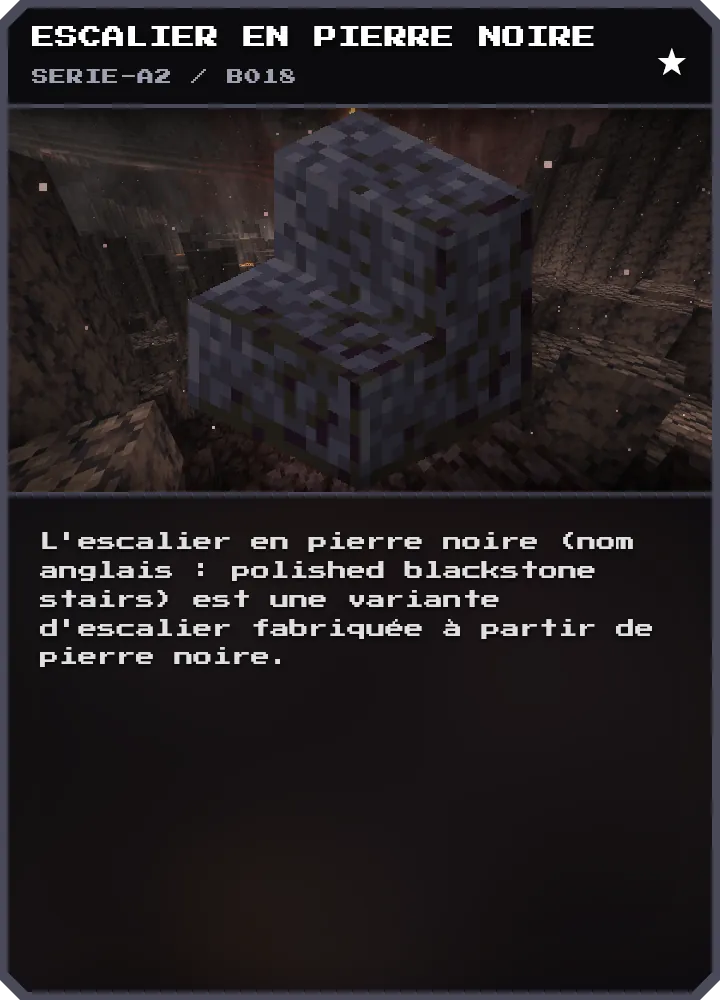 ESCALIER EN PIERRE NOIRE
SERIE-A2 / B018
L'escalier en pierre noire (nom
anglais : polished blackstone
stairs) est une variante
d'escalier fabriquée à partir de
pierre noire.